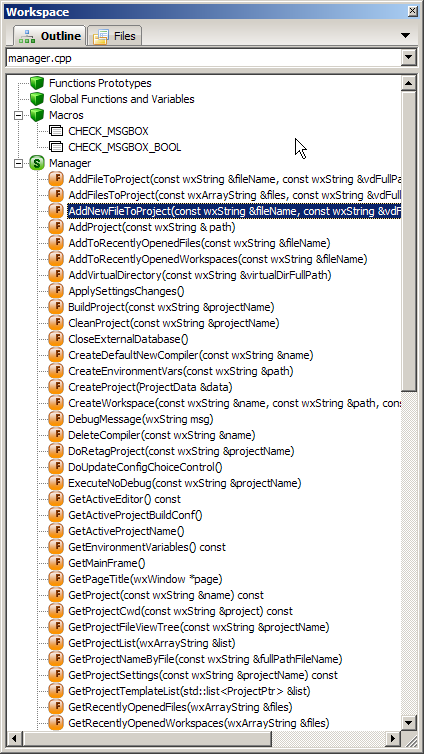 Workspace
Outline Files
manager.cpp
Functions Prototypes
Global Functions and Variables
Macros
CHECK_MSGBOX
CHECK_MSGBOX_BOOL
S Manager
F AddFileToProject(const wxString &fileName, const wxString &vdFullPa
F AddFilesToProject(const wxArrayString &files, const wxString &vdFull
F AddNewFileToProject(const wxString &fileName, const wxString &vdF
F AddProject(const wxString & path)
F AddToRecentlyOpenedFiles(const wxString &fileName)
F AddToRecentlyOpenedWorkspaces(const wxString &fileName)
F AddVirtualDirectory(const wxString &virtualDirFullPath)
F ApplySettingsChanges()
F BuildProject(const wxString &projectName)
F CleanProject(const wxString &projectName)
F CloseExternalDatabase()
F CreateDefaultNewCompiler(const wxString &name)
F CreateEnvironmentVars(const wxString &path)
F CreateProject(ProjectData &data)
F CreateWorkspace(const wxString &name, const wxString &path, cons
F DebugMessage(wxString msg)
F DeleteCompiler(const wxString &name)
F DoRetagProject(const wxString &projectName)
F DoUpdateConfigChoiceControl()
F ExecuteNoDebug(const wxString &projectName)
F GetActiveEditor() const
F GetActiveProjectBuildConf()
F GetActiveProjectName()
F GetEnvironmentVariables() const
F GetMainFrame()
F GetPageTitle(wxWindow *page)
F GetProject(const wxString &name) const
F GetProjectCwd(const wxString &project) const
F GetProjectFileViewTree(const wxString &projectName)
F GetProjectList(wxArrayString &list)
F GetProjectNameByFile(const wxString &fullPathFileName)
F GetProjectSettings(const wxString &projectName) const
F GetProjectTemplateList(std::list<ProjectPtr> &list)
F GetRecentlyOpenedFiles(wxArrayString &files)
F GetRecentlyOpenedWorkspaces(wxArrayString &files)